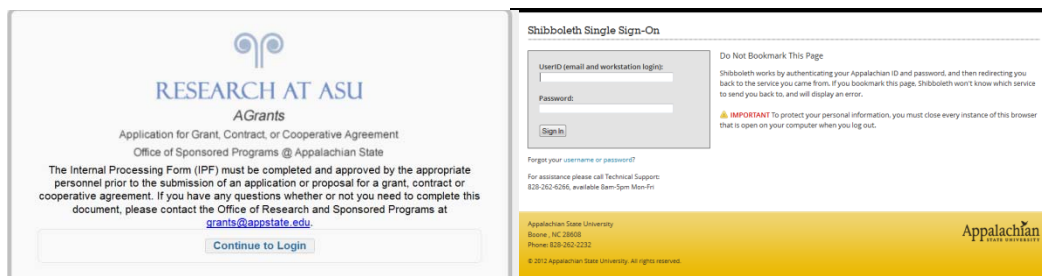 RESEARCH AT ASU
AGrants
Application for Grant, Contract, or Cooperative Agreement
Office of Sponsored Programs @ Appalachian State
The Internal Processing Form (IPF) must be completed and approved by the appropriate
personnel prior to the submission of an application or proposal for a grant, contract or
cooperative agreement. If you have any questions whether or not you need to complete this
document, please contact the Office of Research and Sponsored Programs at
grants@appstate.edu.
Continue to Login
Shibboleth Single Sign-On
UserID (email and workstation login):
Password:
Sign In
Forgot your username or password?
For assistance please call Technical Support:
828-262-6266, available 8am-5pm Mon-Fri
Do Not Bookmark This Page
Shibboleth works by authenticating your Appalachian ID and password, and then redirecting you
back to the service you came from. If you bookmark this page, Shibboleth won't know which service
to send you back to, and will display an error.
IMPORTANT To protect your personal information, you must close every instance of this browser
that is open on your computer when you log out.
Appalachian State University
Boone , NC 28608
Phone: 828-262-2232
© 2012 Appalachian State University. All rights reserved.
Appalachian
STATE UNIVERSITY